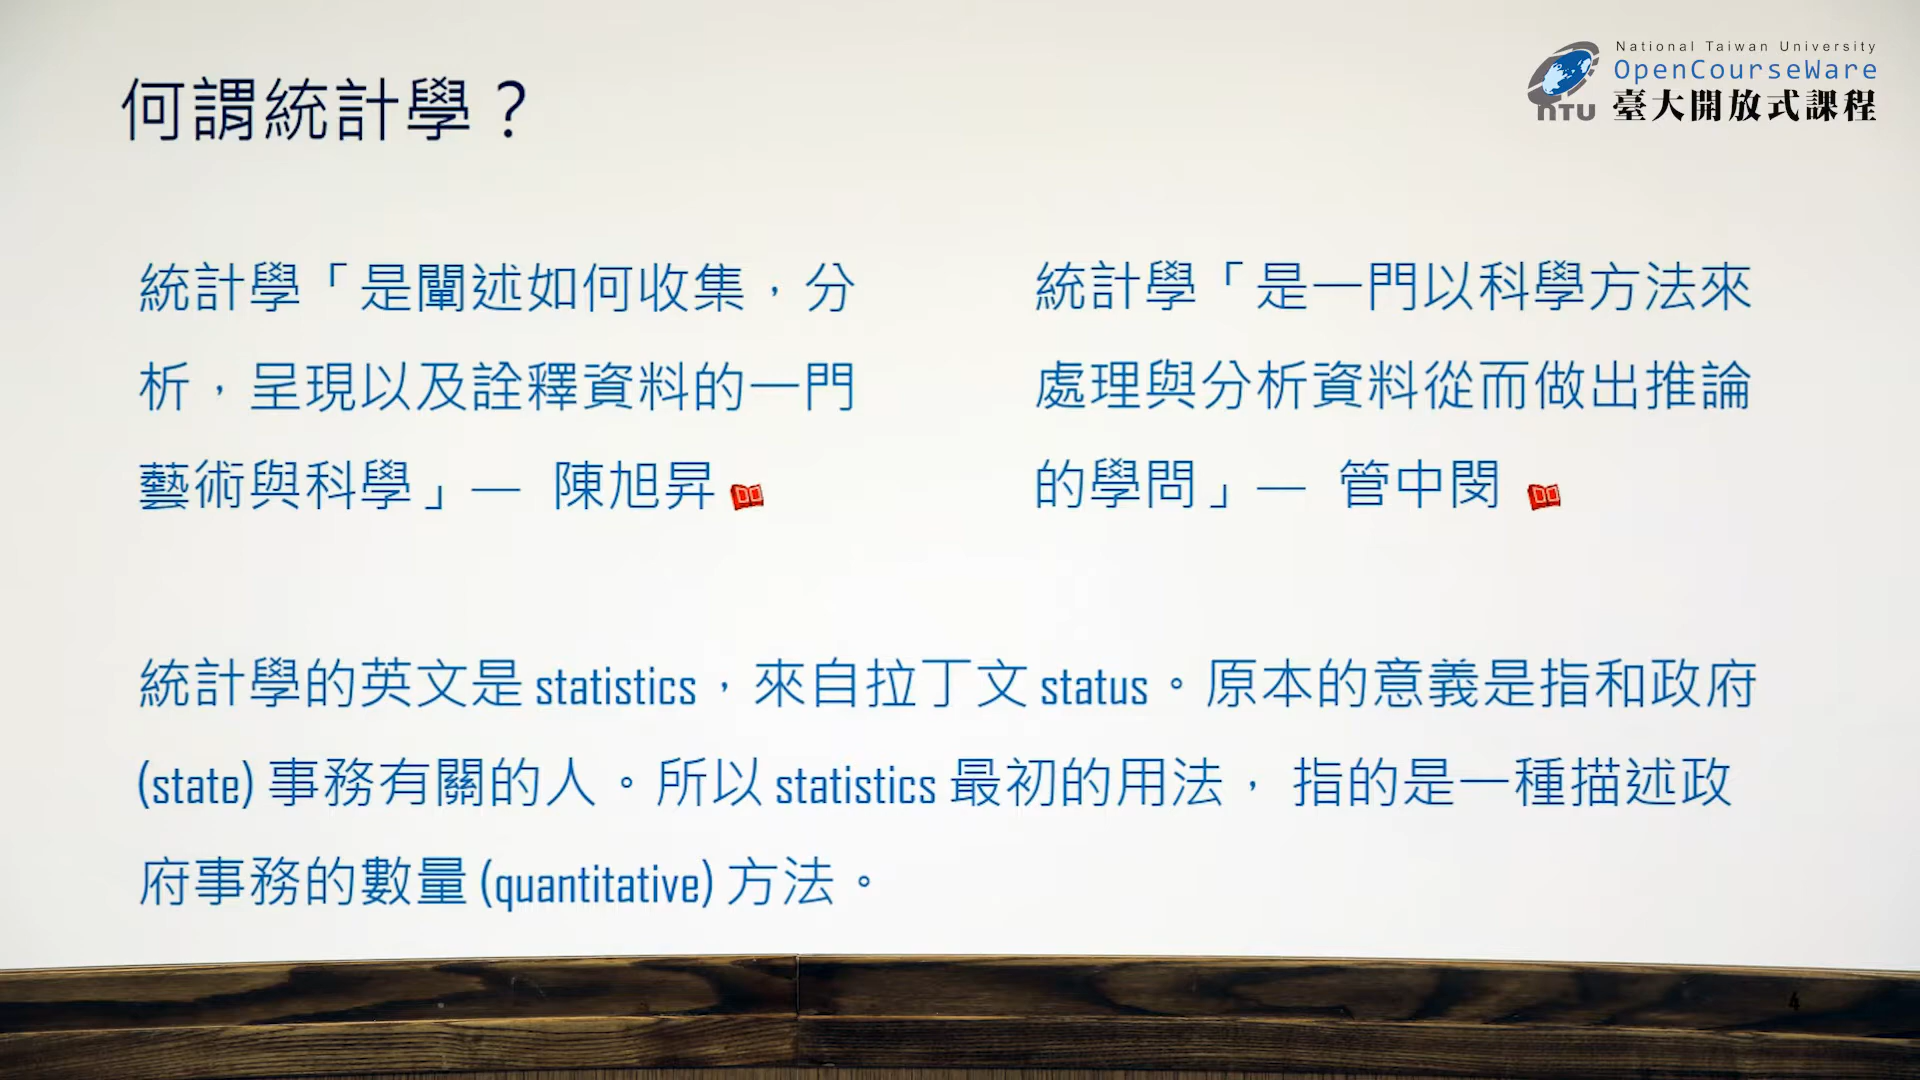 National Taiwan University
OpenCourseWare
NTU 臺大開放式課程
何謂統計學？
統計學「是闡述如何收集，分
析，呈現以及詮釋資料的一門
藝術與科學」— 陳旭昇
統計學「是一門以科學方法來
處理與分析資料從而做出推論
的學問」— 管中閔
統計學的英文是 statistics，來自拉丁文 status。原本的意義是指和政府
(state) 事務有關的人。所以 statistics 最初的用法， 指的是一種描述政
府事務的數量 (quantitative) 方法。
4